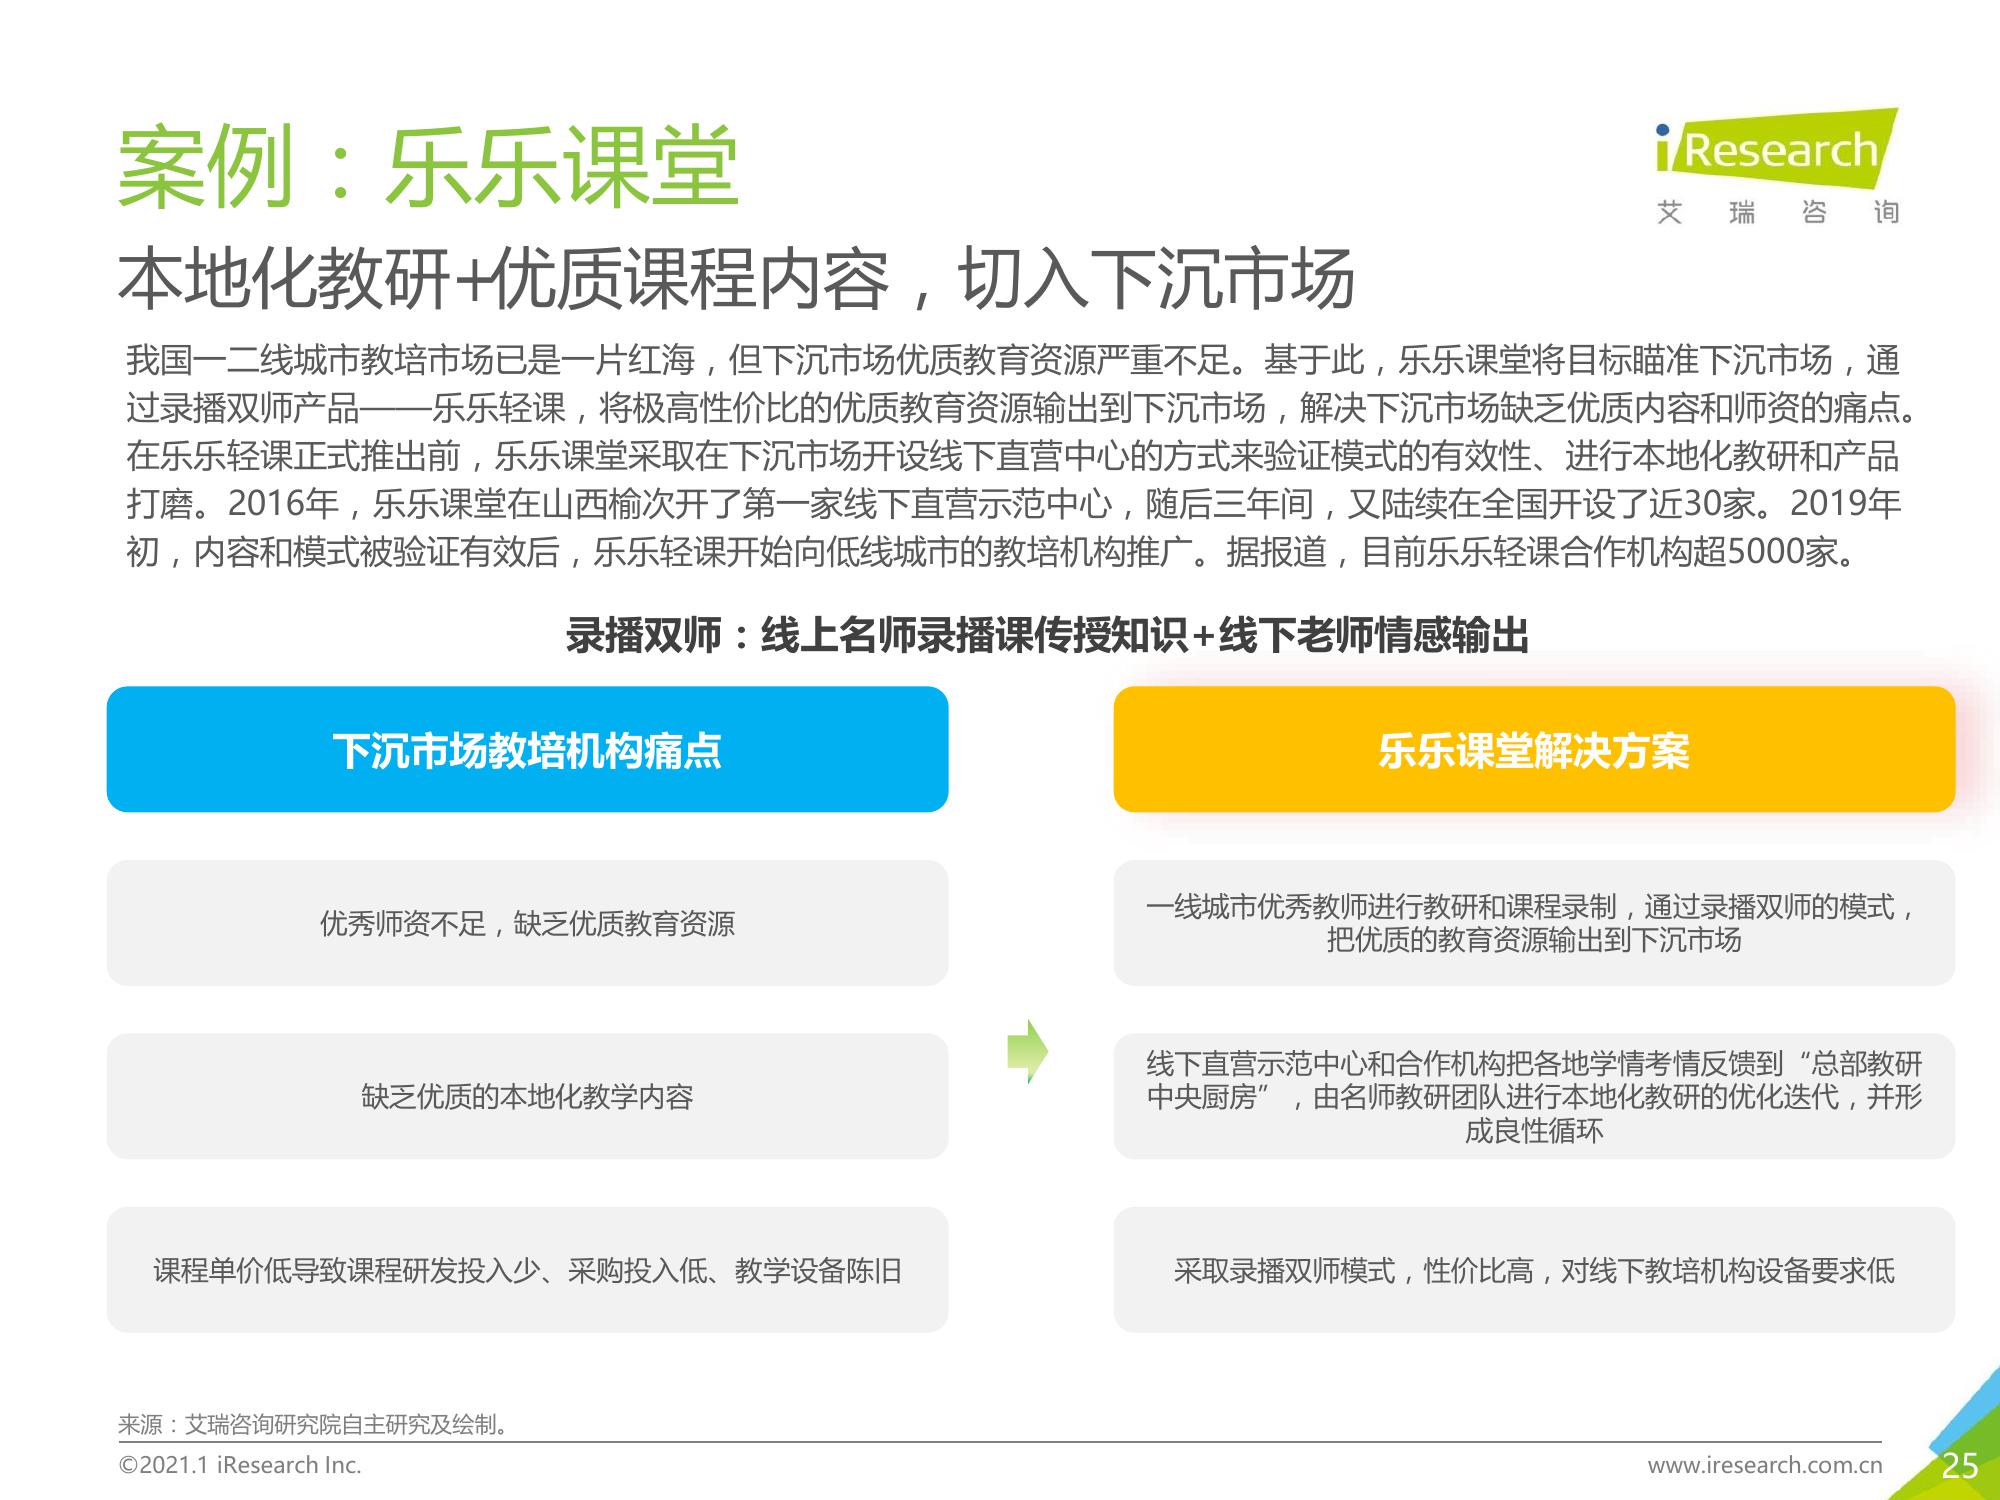 案例：乐乐课堂
iResearch
艾瑞咨询
本地化教研+优质课程内容，切入下沉市场
我国一二线城市教培市场已是一片红海，但下沉市场优质教育资源严重不足。基于此，乐乐课堂将目标瞄准下沉市场，通
过录播双师产品——乐乐轻课，将极高性价比的优质教育资源输出到下沉市场，解决下沉市场缺乏优质内容和师资的痛点。
在乐乐轻课正式推出前，乐乐课堂采取在下沉市场开设线下直营中心的方式来验证模式的有效性、进行本地化教研和产品
打磨。2016年，乐乐课堂在山西榆次开了第一家线下直营示范中心，随后三年间，又陆续在全国开设了近30家。2019年
初，内容和模式被验证有效后，乐乐轻课开始向低线城市的教培机构推广。据报道，目前乐乐轻课合作机构超5000家。
录播双师：线上名师录播课传授知识+线下老师情感输出
下沉市场教培机构痛点
乐乐课堂解决方案
优秀师资不足，缺乏优质教育资源
一线城市优秀教师进行教研和课程录制，通过录播双师的模式，
把优质的教育资源输出到下沉市场
缺乏优质的本地化教学内容
线下直营示范中心和合作机构把各地学情考情反馈到“总部教研
中央厨房”，由名师教研团队进行本地化教研的优化迭代，并形
成良性循环
课程单价低导致课程研发投入少、采购投入低、教学设备陈旧
采取录播双师模式，性价比高，对线下教培机构设备要求低
来源：艾瑞咨询研究院自主研究及绘制。
©2021.1 iResearch Inc.
www.iresearch.com.cn
25